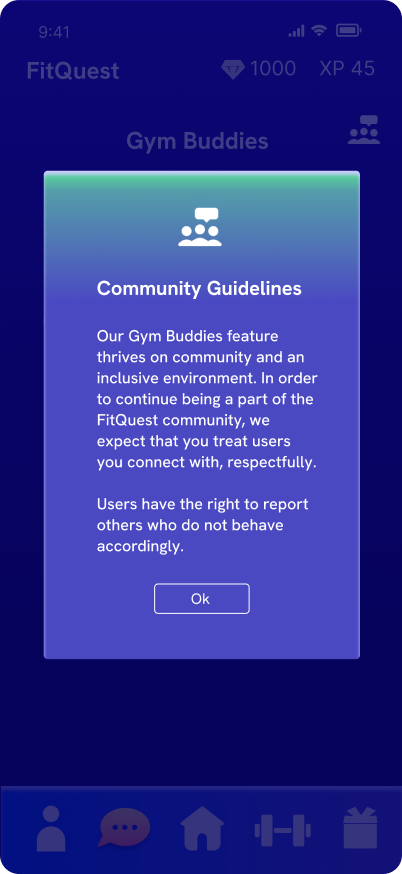 9:41
FitQuest
1000
XP 45
Gym Buddies
Community Guidelines
Our Gym Buddies feature
thrives on community and an
inclusive environment. In order
to continue being a part of the
FitQuest community, we
expect that you treat users
you connect with, respectfully.
Users have the right to report
others who do not behave
accordingly.
Ok